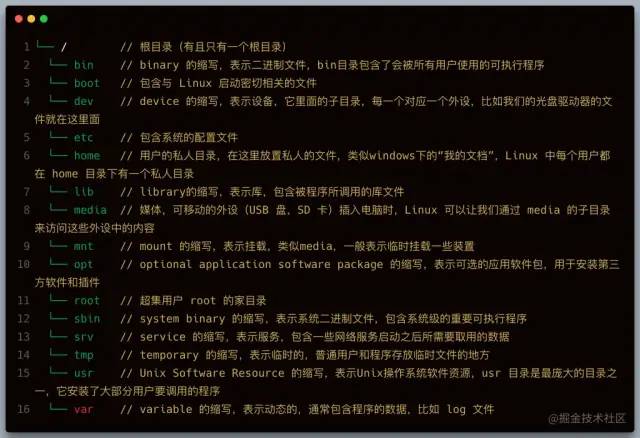 1 └── / // 根目录（有且只有一个根目录）
2 └── bin // binary 的缩写，表示二进制文件，bin目录包含了会被所有用户使用的可执行程序
3 └── boot // 包含与 Linux 启动密切相关的文件
4 └── dev // device 的缩写，表示设备，它里面的子目录，每一个对应一个外设，比如我们的光盘驱动器的文
件就在这里面
5 └── etc // 包含系统的配置文件
6 └── home // 用户的私人目录，在这里放置私人的文件，类似windows下的“我的文档”，Linux 中每个用户都
在 home 目录下有一个私人目录
7 └── lib // library的缩写，表示库，包含被程序所调用的库文件
8 └── media // 媒体，可移动的外设（USB 盘，SD 卡）插入电脑时，Linux 可以让我们通过 media 的子目录
来访问这些外设中的内容
9 └── mnt // mount 的缩写，表示挂载，类似media，一般表示临时挂载一些装置
10 └── opt // optional application software package 的缩写，表示可选的应用软件包，用于安装第三
方软件和插件
11 └── root // 超集用户 root 的家目录
12 └── sbin // system binary 的缩写，表示系统二进制文件，包含系统级的重要可执行程序
13 └── srv // service 的缩写，表示服务，包含一些网络服务启动之后所需要取用的数据
14 └── tmp // temporary 的缩写，表示临时的，普通用户和程序存放临时文件的地方
15 └── usr // Unix Software Resource 的缩写，表示Unix操作系统软件资源，usr 目录是最庞大的目录之
一，它安装了大部分用户要调用的程序
16 └── var // variable 的缩写，表示动态的，通常包含程序的数据，比如 log 文件
@掘金技术社区